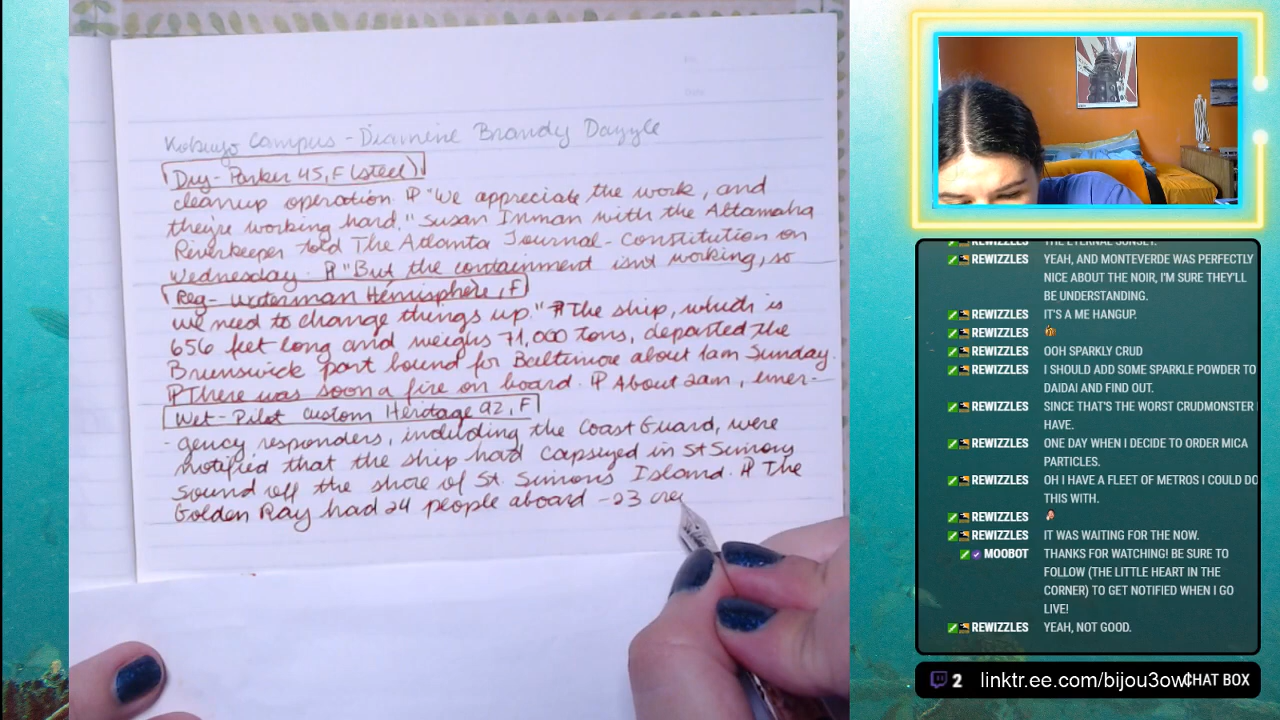 Kokuyo Campus - Diamine Brandy Dazzle
Dry - Parker 45, F (steel)
cleanup operation. ¶ "We appreciate the work, and
they're working hard." Susan Inman with the Altamaha
Riverkeeper told The Atlanta Journal-Constitution on
Wednesday. ¶ "But the containment isn't working, so
Reg - Waterman Hémisphère, F
we need to change things up." ¶ The ship, which is
656 feet long and weighs 71,000 tons, departed the
Brunswick port bound for Baltimore about 1am Sunday.
¶ There was soon a fire on board. ¶ About 2am, emer-
Wet - Pilot Custom Heritage 92, F
gency responders, including the Coast Guard, were
notified that the ship had capsized in St Simons
Sound off the shore of St. Simons Island. ¶ The
Golden Ray had 24 people aboard - 23 cre
REWIZZLES THE ETERNAL SUNSET.
REWIZZLES YEAH, AND MONTEVERDE WAS PERFECTLY
NICE ABOUT THE NOIR, I'M SURE THEY'LL
BE UNDERSTANDING.
REWIZZLES IT'S A ME HANGUP.
REWIZZLES
REWIZZLES OOH SPARKLY CRUD
REWIZZLES I SHOULD ADD SOME SPARKLE POWDER TO
DAIDAI AND FIND OUT.
REWIZZLES SINCE THAT'S THE WORST CRUDMONSTER I
HAVE.
REWIZZLES ONE DAY WHEN I DECIDE TO ORDER MICA
PARTICLES.
REWIZZLES OH I HAVE A FLEET OF METROS I COULD DO
THIS WITH.
REWIZZLES
REWIZZLES IT WAS WAITING FOR THE NOW.
MOOBOT THANKS FOR WATCHING! BE SURE TO
FOLLOW (THE LITTLE HEART IN THE
CORNER) TO GET NOTIFIED WHEN I GO
LIVE!
REWIZZLES YEAH, NOT GOOD.
2 linktr.ee.com/bijou3owl CHAT BOX